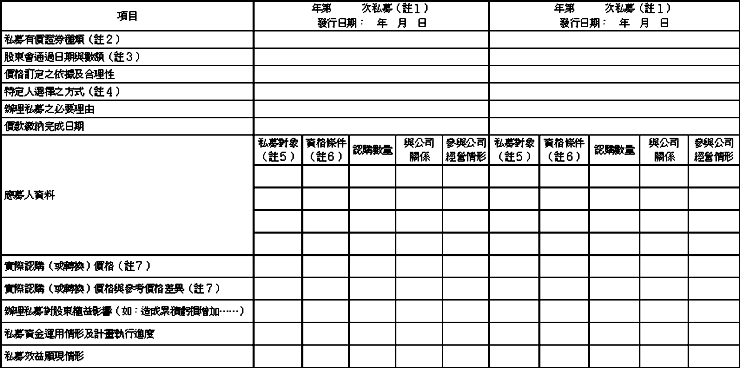 項目
年第　　次私募（註１）
發行日期：　年　月　日
年第　　次私募（註１）
發行日期：　年　月　日
私募有價證券種類（註２）
股東會通過日期與數額（註３）
價格訂定之依據及合理性
特定人選擇之方式（註４）
辦理私募之必要理由
價款繳納完成日期
應募人資料
私募對象
（註５）
資格條件
（註６）
認購數量
與公司
關係
參與公司
經營情形
私募對象
（註５）
資格條件
（註６）
認購數量
與公司
關係
參與公司
經營情形
實際認購（或轉換）價格（註７）
實際認購（或轉換）價格與參考價格差異（註７）
辦理私募對股東權益影響（如：造成累積虧損增加……）
私募資金運用情形及計畫執行進度
私募效益顯現情形